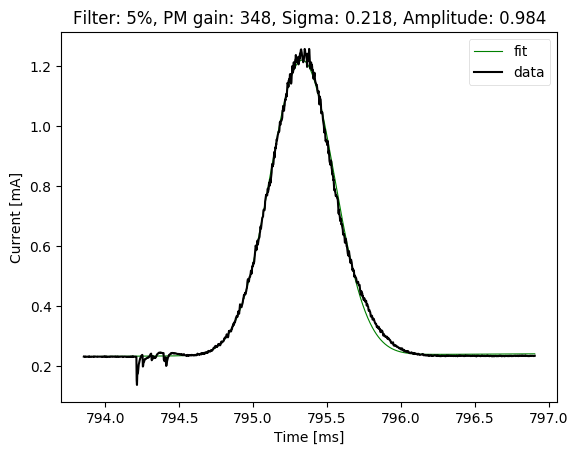 Filter: 5%, PM gain: 348, Sigma: 0.218, Amplitude: 0.984
fit
data
1.2
1.0
0.8
0.6
0.4
0.2
Current [mA]
794.0 794.5 795.0 795.5 796.0 796.5 797.0
Time [ms]